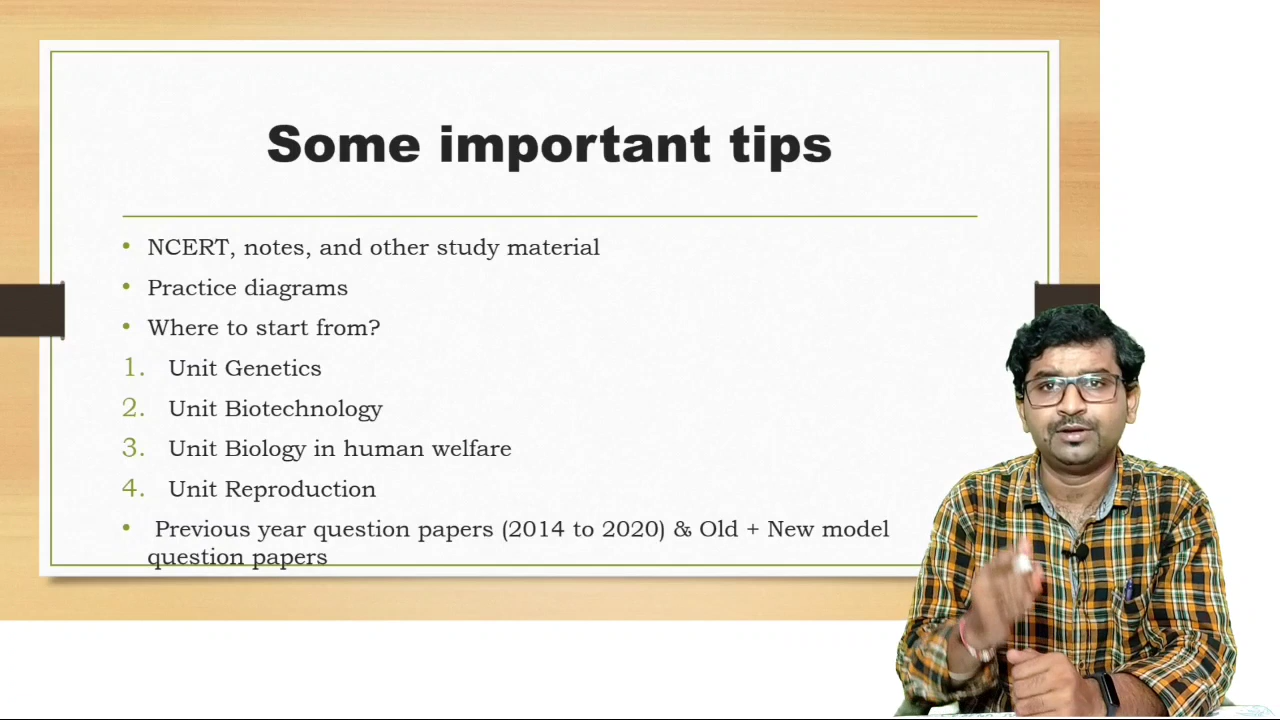 Some important tips
• NCERT, notes, and other study material
• Practice diagrams
• Where to start from?
1. Unit Genetics
2. Unit Biotechnology
3. Unit Biology in human welfare
4. Unit Reproduction
• Previous year question papers (2014 to 2020) & Old + New model
question papers